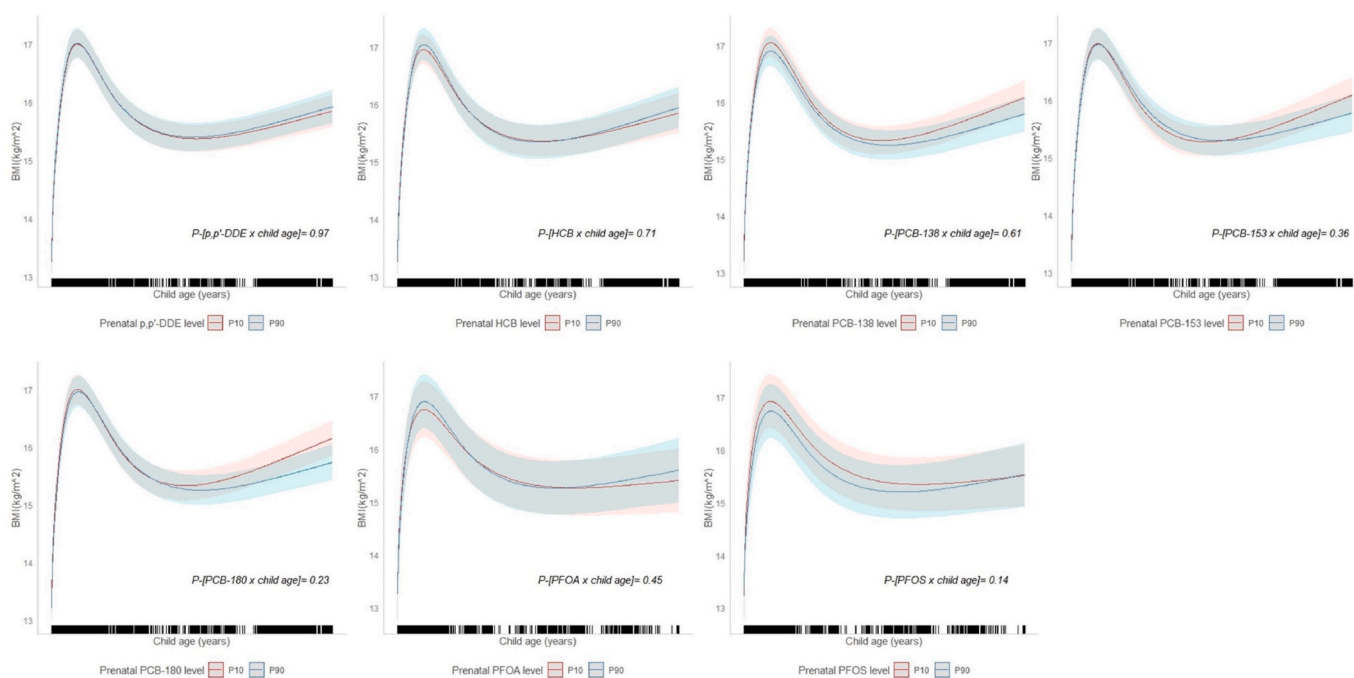 BMI(kg/m^2)
17
16
15
14
13
P-[p,p'-DDE x child age]= 0.97
Child age (years)
Prenatal p,p'-DDE level P10 P90
BMI(kg/m^2)
17
16
15
14
13
P-[HCB x child age]= 0.71
Child age (years)
Prenatal HCB level P10 P90
BMI(kg/m^2)
17
16
15
14
13
P-[PCB-138 x child age]= 0.61
Child age (years)
Prenatal PCB-138 level P10 P90
BMI(kg/m^2)
17
16
15
14
13
P-[PCB-153 x child age]= 0.36
Child age (years)
Prenatal PCB-153 level P10 P90
BMI(kg/m^2)
17
16
15
14
13
P-[PCB-180 x child age]= 0.23
Child age (years)
Prenatal PCB-180 level P10 P90
BMI(kg/m^2)
17
16
15
14
13
P-[PFOA x child age]= 0.45
Child age (years)
Prenatal PFOA level P10 P90
BMI(kg/m^2)
17
16
15
14
13
P-[PFOS x child age]= 0.14
Child age (years)
Prenatal PFOS level P10 P90